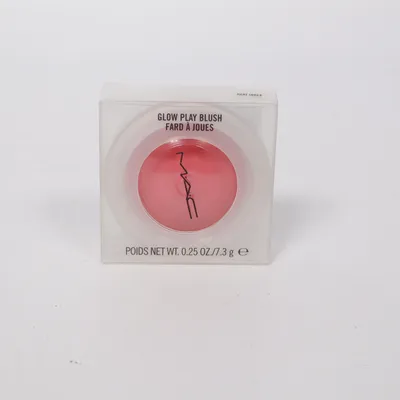 GLOW PLAY BLUSH
FARD À JOUES
MAC
POIDS NET WT. 0.25 OZ./7.3 g ℮